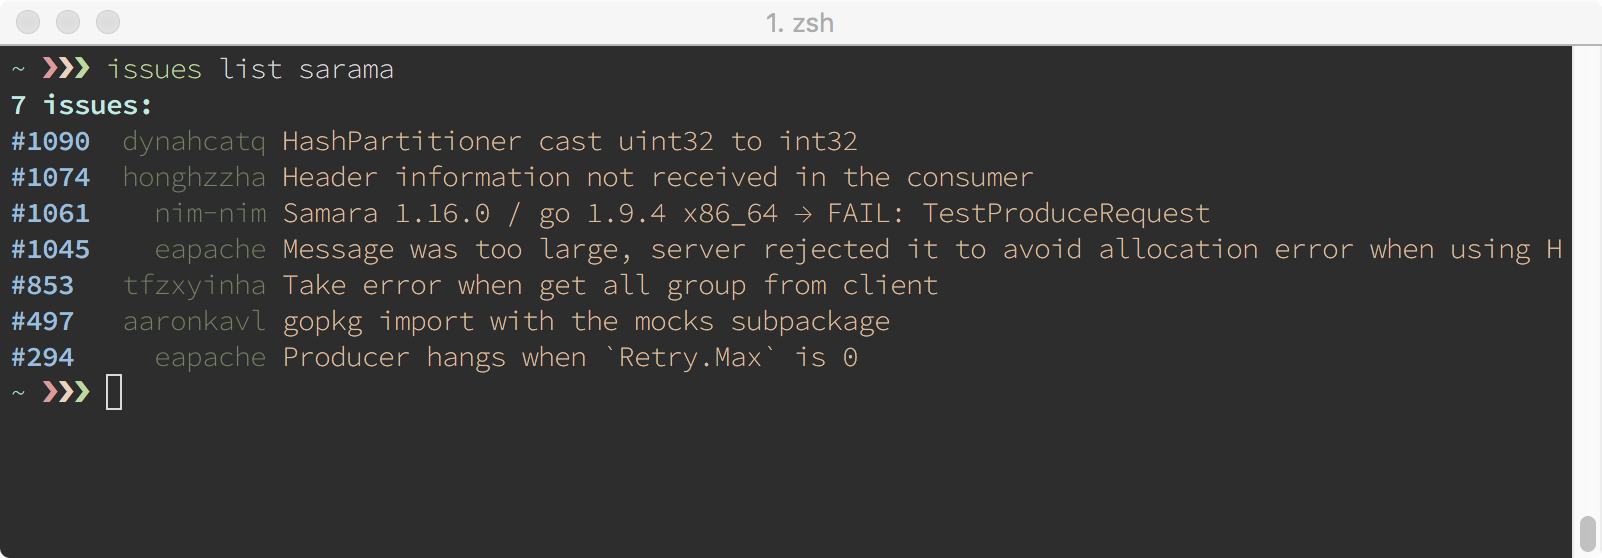 1. zsh
~ ❯❯❯ issues list sarama
7 issues:
#1090 dynahcatq HashPartitioner cast uint32 to int32
#1074 honghzzha Header information not received in the consumer
#1061 nim-nim Samara 1.16.0 / go 1.9.4 x86_64 → FAIL: TestProduceRequest
#1045 eapache Message was too large, server rejected it to avoid allocation error when using H
#853 tfzxyinha Take error when get all group from client
#497 aaronkavl gopkg import with the mocks subpackage
#294 eapache Producer hangs when `Retry.Max` is 0
~ ❯❯❯